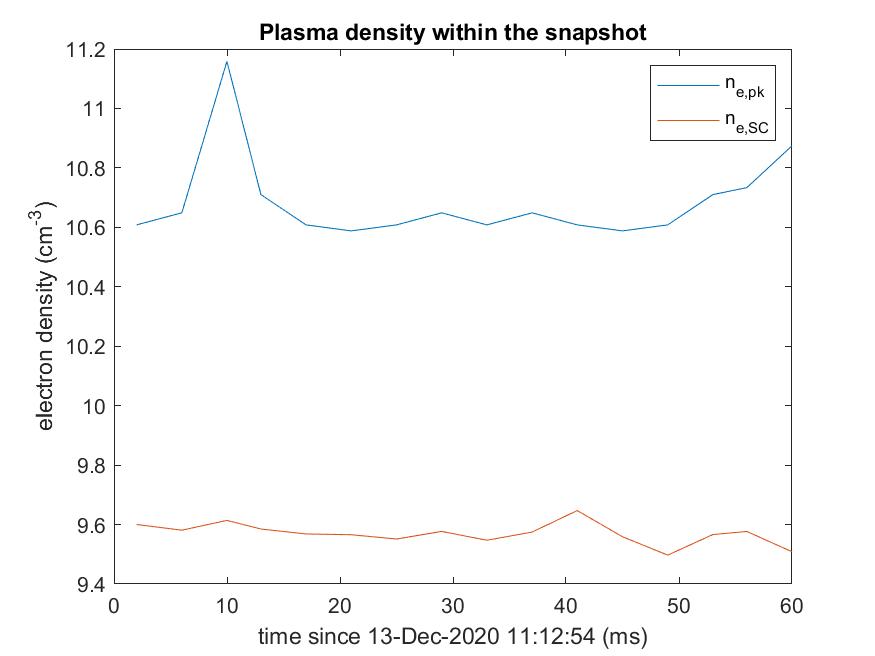 Plasma density within the snapshot
11.2
11
10.8
10.6
10.4
10.2
10
9.8
9.6
9.4
electron density (cm-3)
n e,pk
n e,SC
0 10 20 30 40 50 60
time since 13-Dec-2020 11:12:54 (ms)